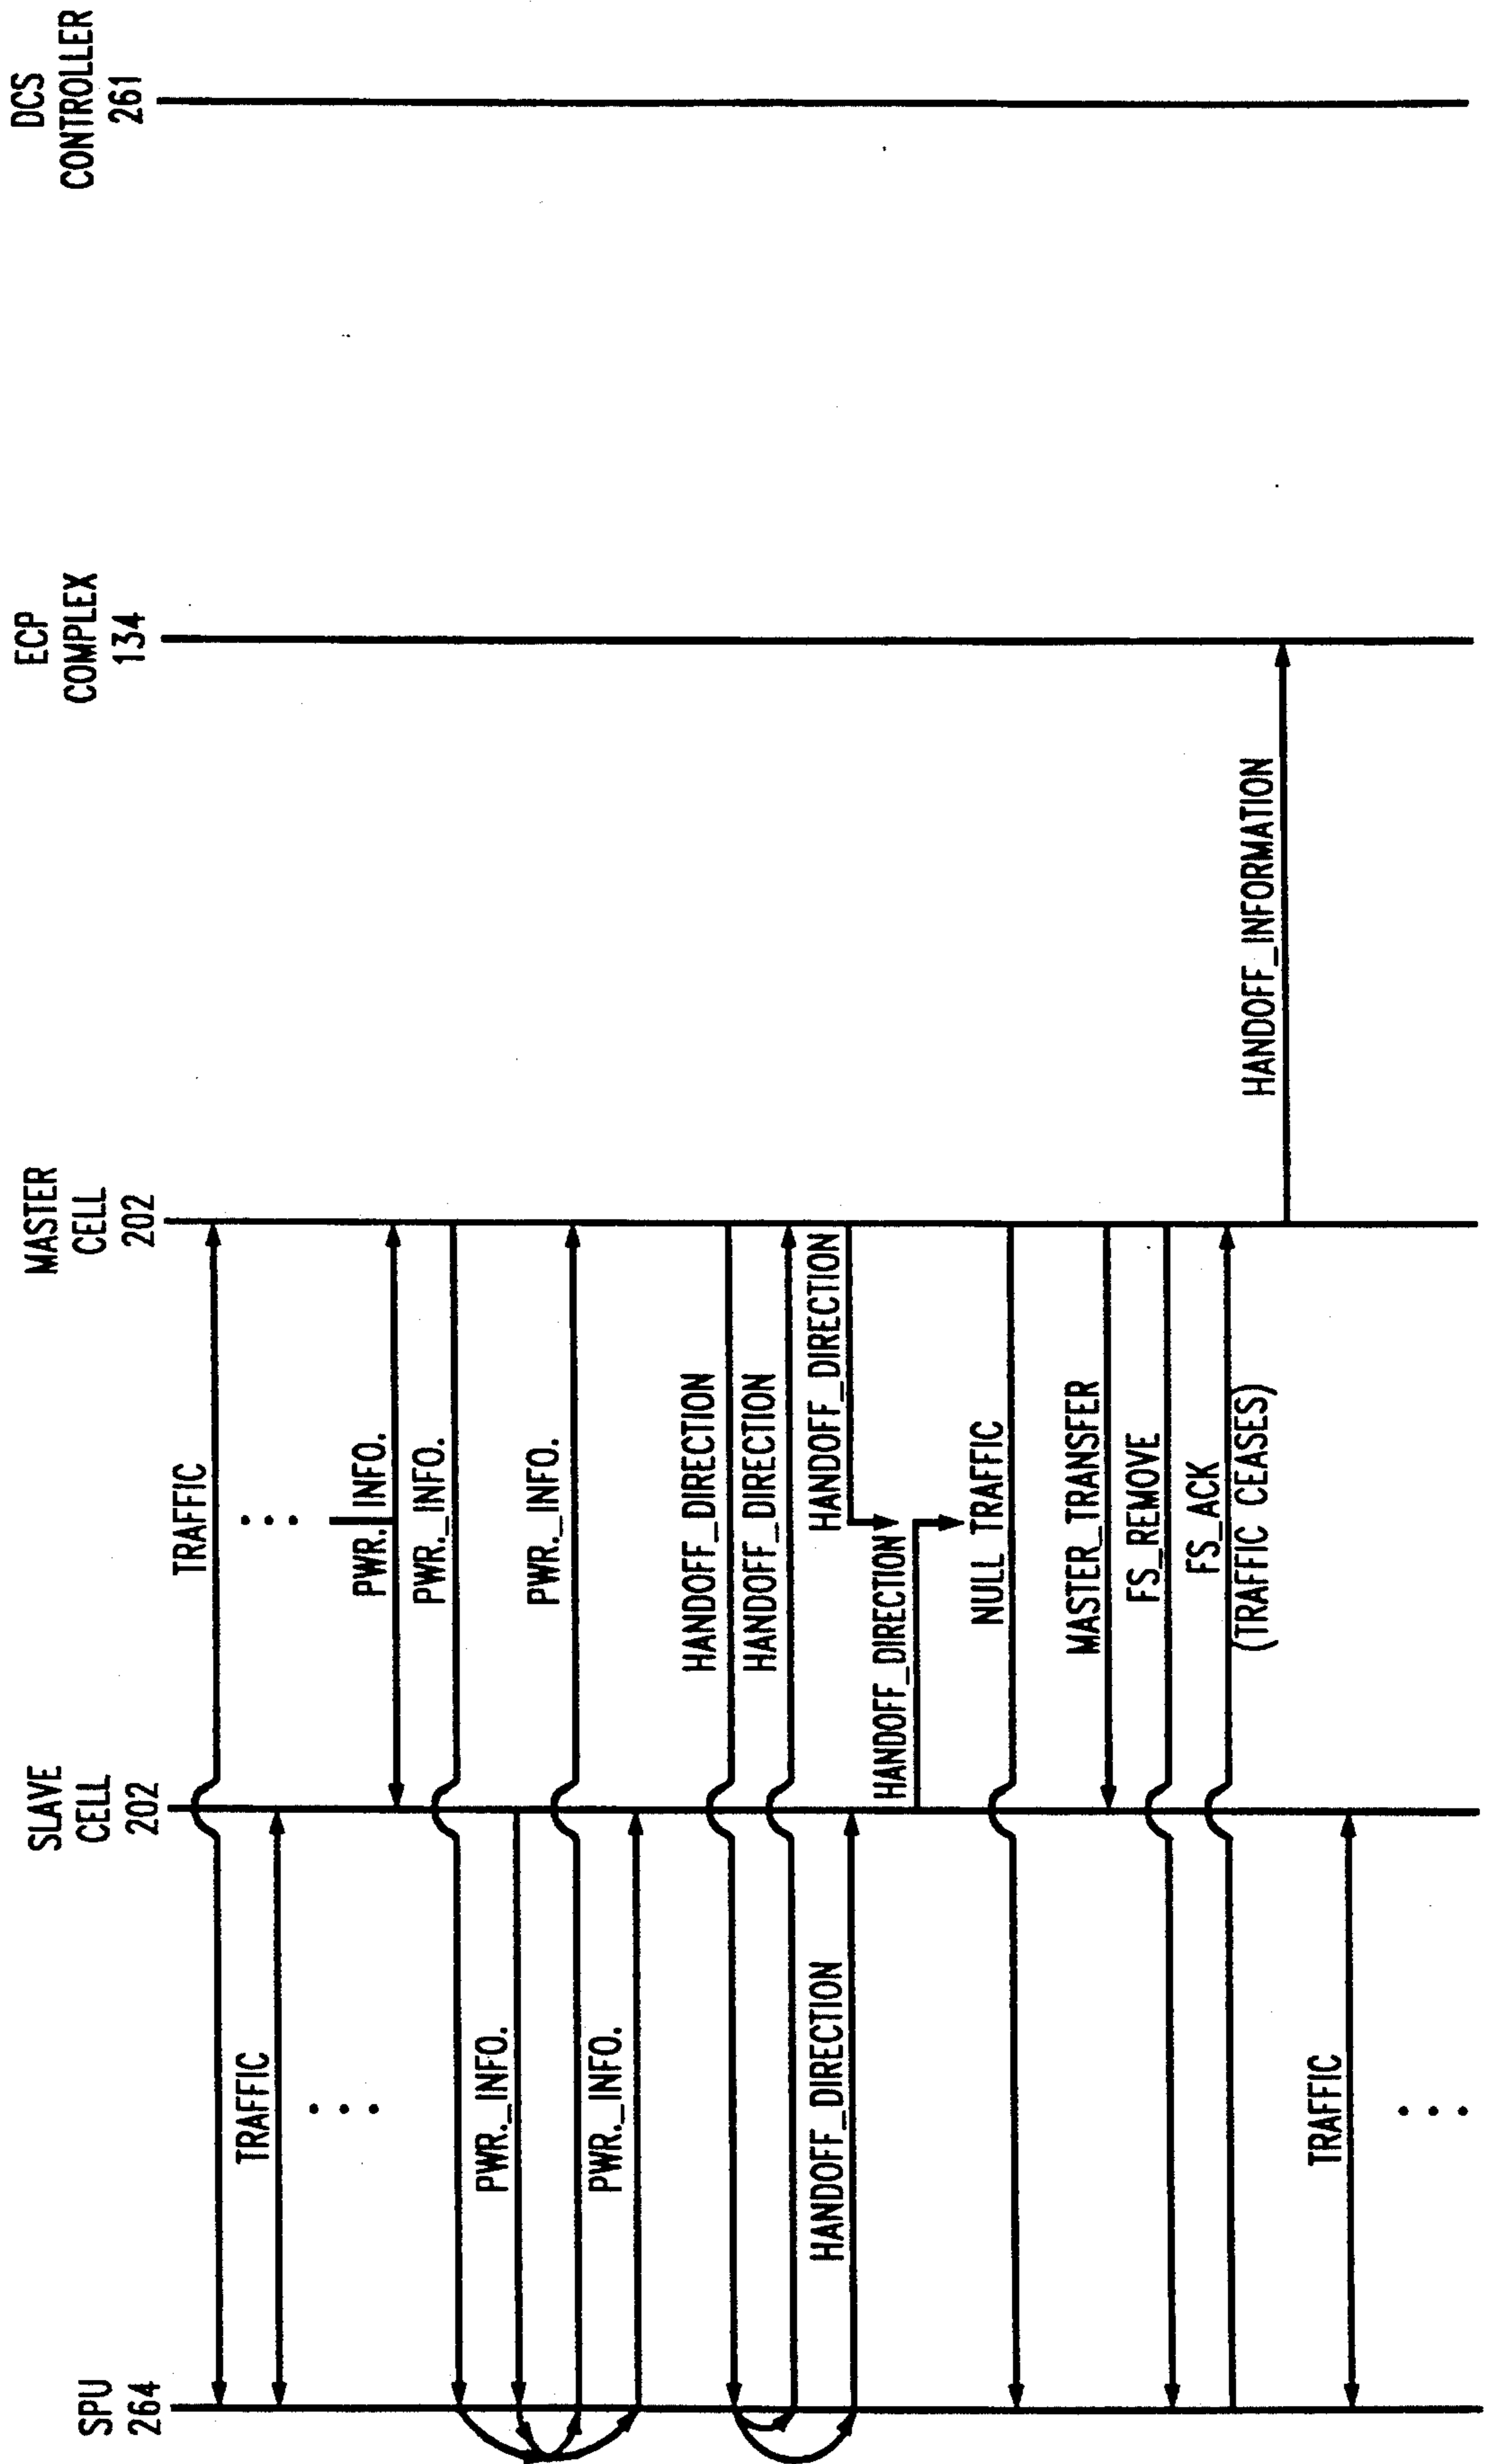 SPU
264
SLAVE
CELL
202
MASTER
CELL
202
ECP
COMPLEX
134
DCS
CONTROLLER
261
TRAFFIC
TRAFFIC
PWR._INFO.
PWR._INFO.
PWR._INFO.
PWR._INFO.
PWR._INFO.
HANDOFF_DIRECTION
HANDOFF_DIRECTION
HANDOFF_DIRECTION
HANDOFF_DIRECTION
HANDOFF_DIRECTION
NULL TRAFFIC
MASTER_TRANSFER
FS_REMOVE
FS_ACK
(TRAFFIC CEASES)
HANDOFF_INFORMATION
TRAFFIC